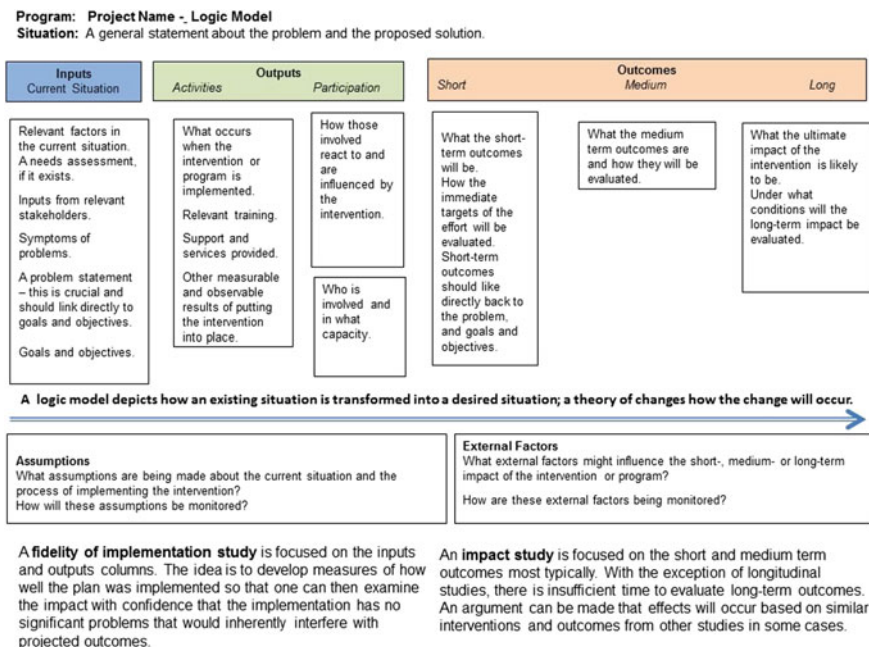 Program: Project Name -_ Logic Model
Situation: A general statement about the problem and the proposed solution.
Inputs
Current Situation
Outputs
Activities Participation
Outcomes
Short Medium Long
Relevant factors in
the current situation.
A needs assessment,
if it exists.
Inputs from relevant
stakeholders.
Symptoms of
problems.
A problem statement
– this is crucial and
should link directly to
goals and objectives.
Goals and objectives.
What occurs
when the
intervention or
program is
implemented.
Relevant training.
Support and
services provided.
Other measurable
and observable
results of putting
the intervention
into place.
How those
involved
react to and
are
influenced by
the
intervention.
Who is
involved and
in what
capacity.
What the short-
term outcomes
will be.
How the
immediate
targets of the
effort will be
evaluated.
Short-term
outcomes
should like
directly back to
the problem,
and goals and
objectives.
What the medium
term outcomes are
and how they will be
evaluated.
What the ultimate
impact of the
intervention is likely
to be.
Under what
conditions will the
long-term impact be
evaluated.
A logic model depicts how an existing situation is transformed into a desired situation; a theory of changes how the change will occur.
Assumptions
What assumptions are being made about the current situation and the
process of implementing the intervention?
How will these assumptions be monitored?
External Factors
What external factors might influence the short-, medium- or long-term
impact of the intervention or program?
How are these external factors being monitored?
A fidelity of implementation study is focused on the inputs
and outputs columns. The idea is to develop measures of how
well the plan was implemented so that one can then examine
the impact with confidence that the implementation has no
significant problems that would inherently interfere with
projected outcomes.
An impact study is focused on the short and medium term
outcomes most typically. With the exception of longitudinal
studies, there is insufficient time to evaluate long-term outcomes.
An argument can be made that effects will occur based on similar
interventions and outcomes from other studies in some cases.